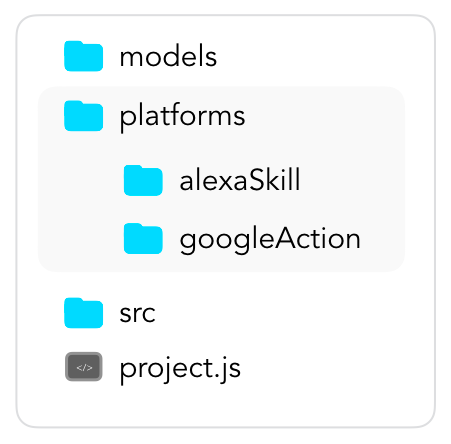 models
platforms
alexaSkill
googleAction
src
</>
project.js